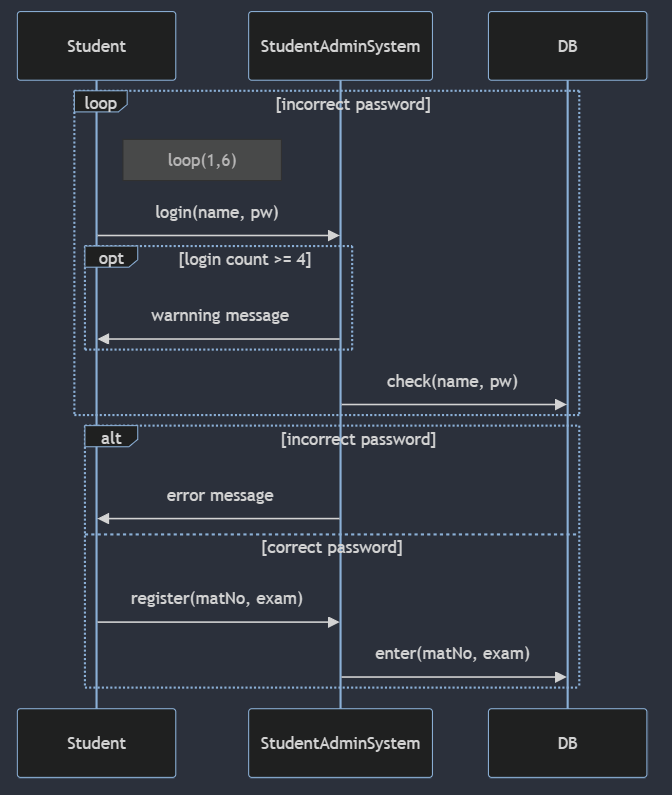 Student
StudentAdminSystem
DB
loop
[incorrect password]
loop(1,6)
login(name, pw)
opt
[login count >= 4]
warnning message
check(name, pw)
alt
[incorrect password]
error message
[correct password]
register(matNo, exam)
enter(matNo, exam)
Student
StudentAdminSystem
DB